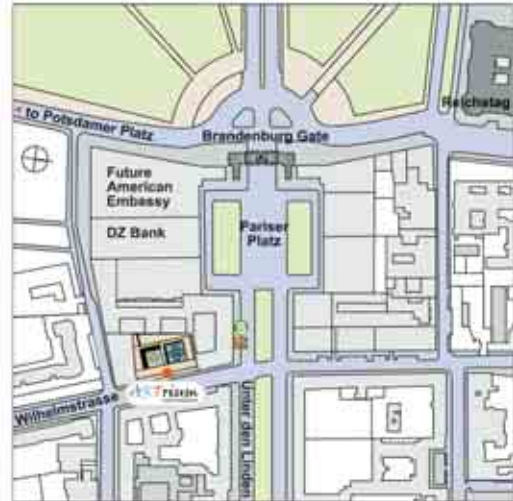 Reichstag
< to Potsdamer Platz
Brandenburg Gate
Future
American
Embassy
DZ Bank
Pariser
Platz
Wilhelmstrasse
Unter den Linden